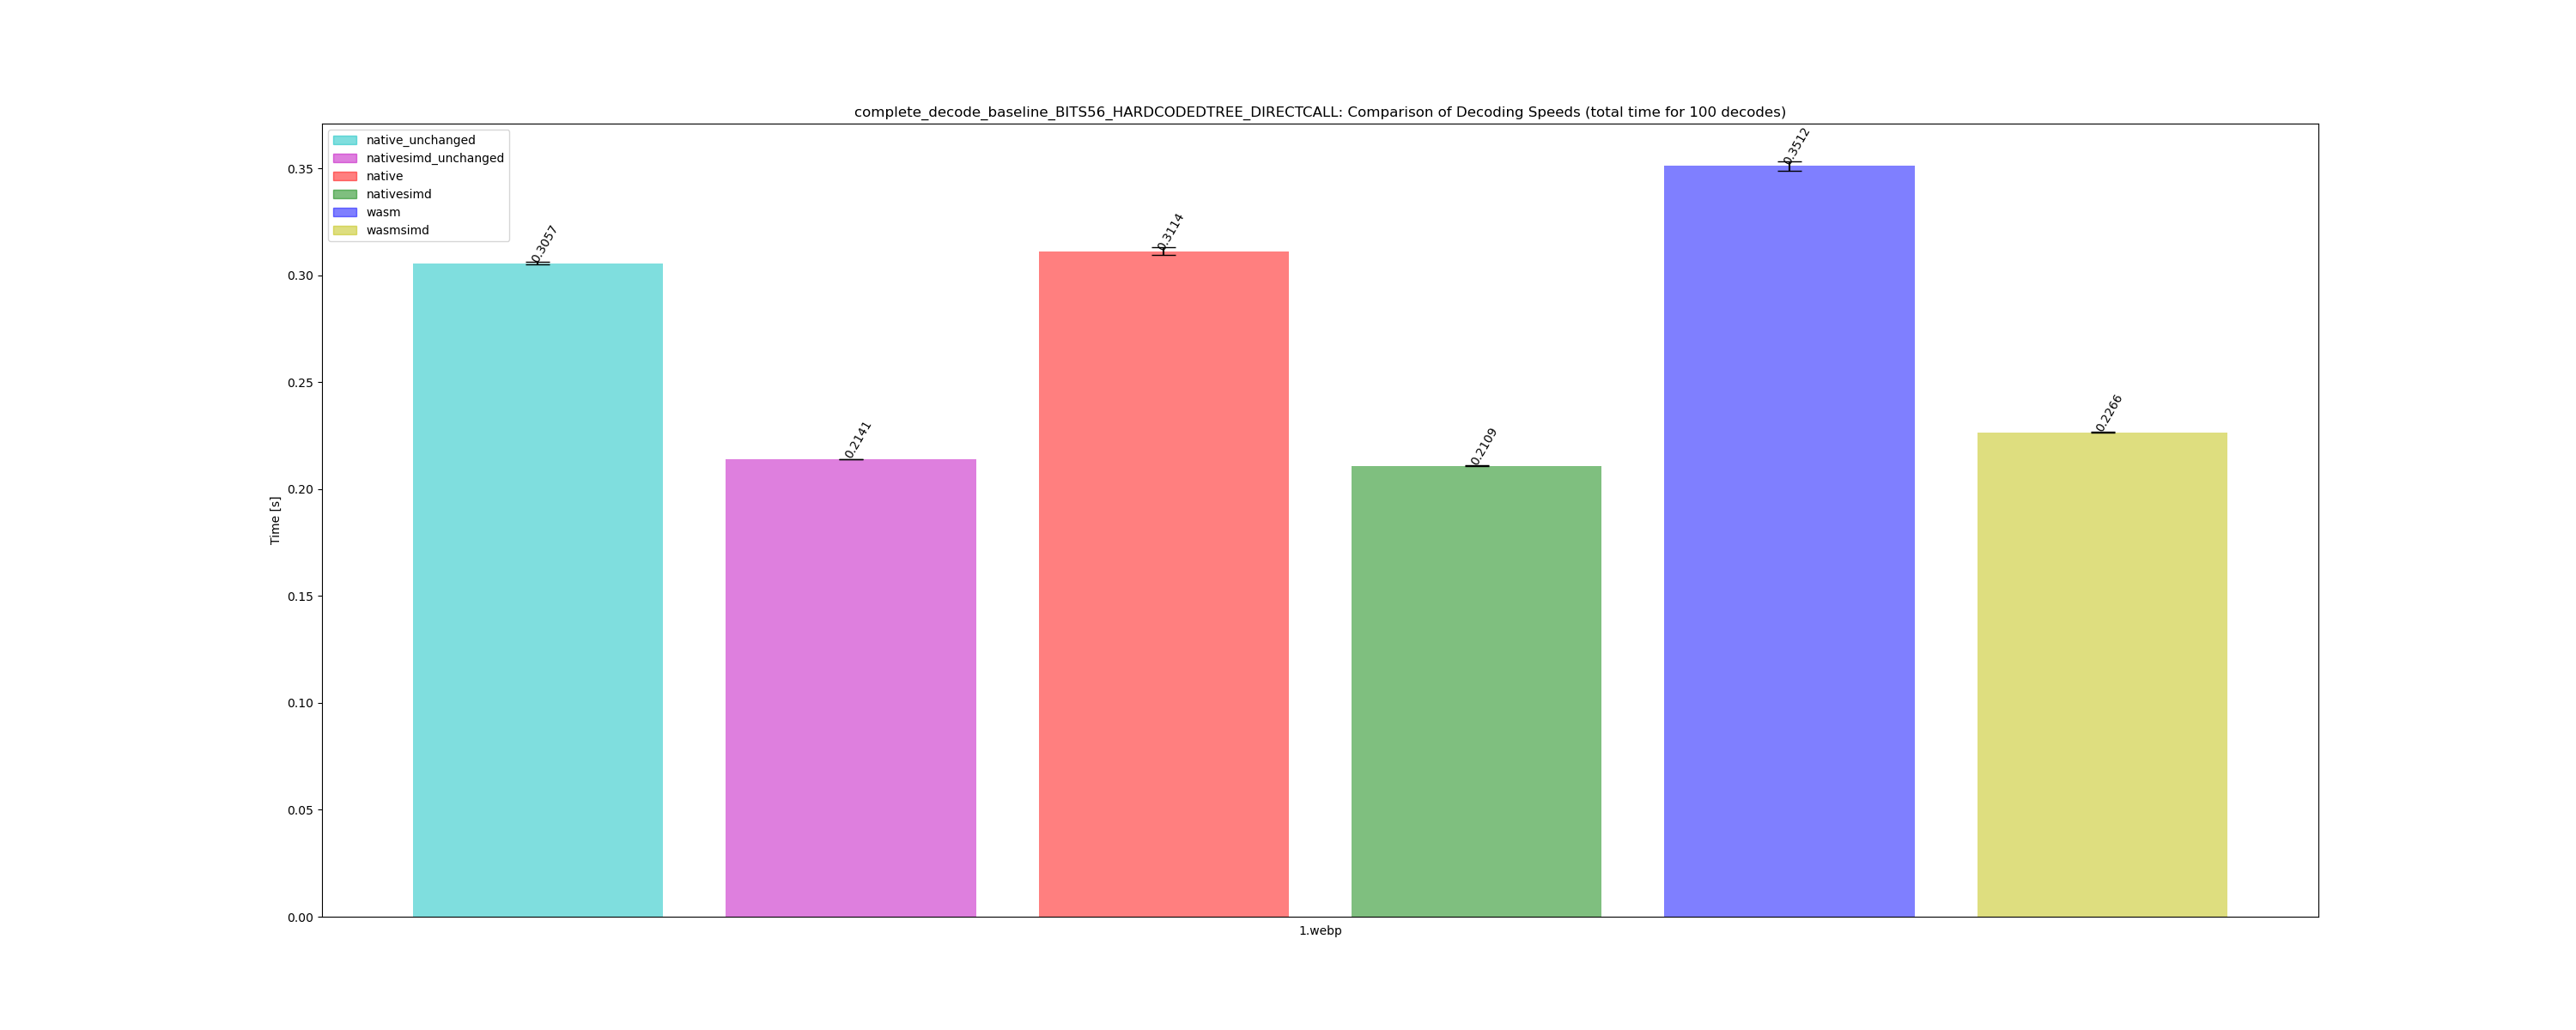 complete_decode_baseline_BITS56_HARDCODEDTREE_DIRECTCALL: Comparison of Decoding Speeds (total time for 100 decodes)
native_unchanged
nativesimd_unchanged
native
nativesimd
wasm
wasmsimd
Time [s]
0.35
0.30
0.25
0.20
0.15
0.10
0.05
0.00
0.3057
0.2141
0.3114
0.2109
0.3512
0.2266
1.webp